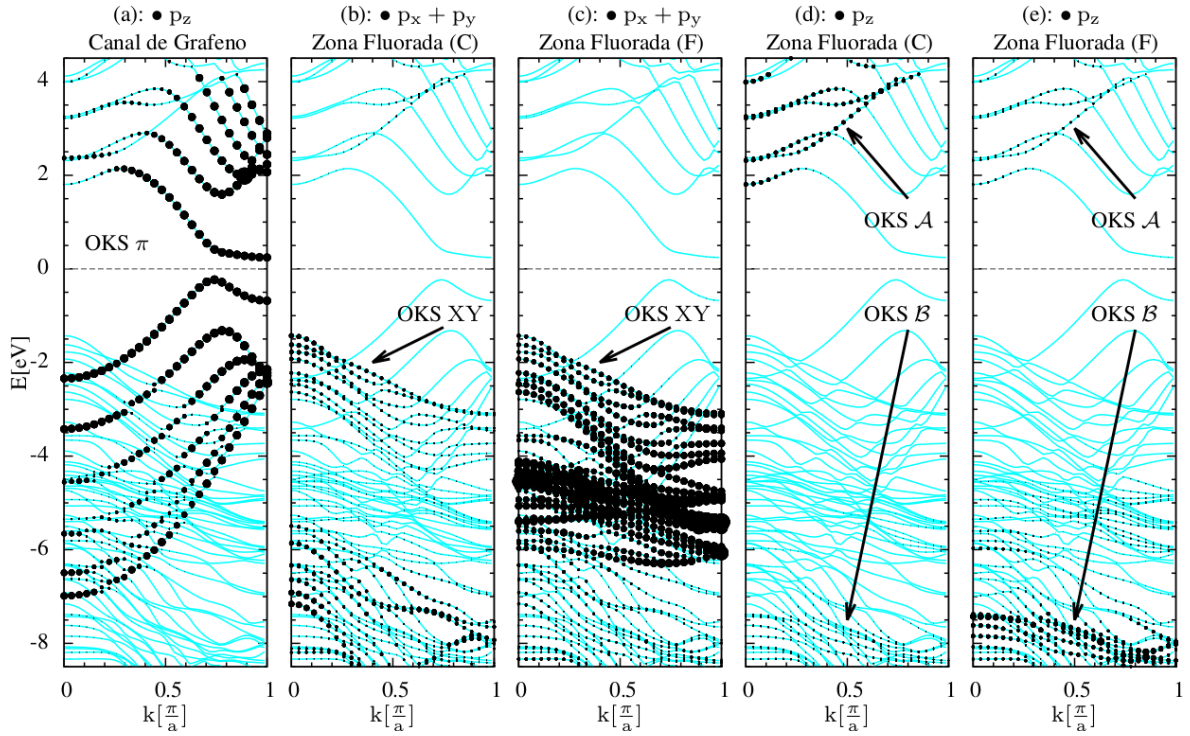 (a): ● p_z
Canal de Grafeno
(b): ● p_x + p_y
Zona Fluorada (C)
(c): ● p_x + p_y
Zona Fluorada (F)
(d): ● p_z
Zona Fluorada (C)
(e): ● p_z
Zona Fluorada (F)
E[eV]
4
2
0
-2
-4
-6
-8
OKS π
OKS XY
OKS XY
OKS 𝒜
OKS ℬ
OKS 𝒜
OKS ℬ
0 0.5 1
0 0.5 1
0 0.5 1
0 0.5 1
0 0.5 1
k[π/a]
k[π/a]
k[π/a]
k[π/a]
k[π/a]